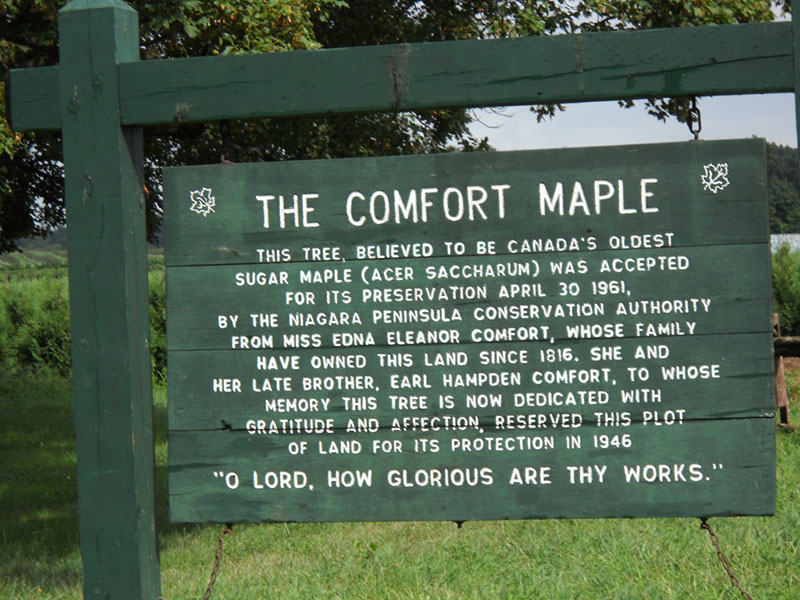 THE COMFORT MAPLE
THIS TREE, BELIEVED TO BE CANADA'S OLDEST
SUGAR MAPLE (ACER SACCHARUM) WAS ACCEPTED
FOR ITS PRESERVATION APRIL 30 1961,
BY THE NIAGARA PENINSULA CONSERVATION AUTHORITY
FROM MISS EDNA ELEANOR COMFORT, WHOSE FAMILY
HAVE OWNED THIS LAND SINCE 1816. SHE AND
HER LATE BROTHER, EARL HAMPDEN COMFORT, TO WHOSE
MEMORY THIS TREE IS NOW DEDICATED WITH
GRATITUDE AND AFFECTION, RESERVED THIS PLOT
OF LAND FOR ITS PROTECTION IN 1946
"O LORD, HOW GLORIOUS ARE THY WORKS."